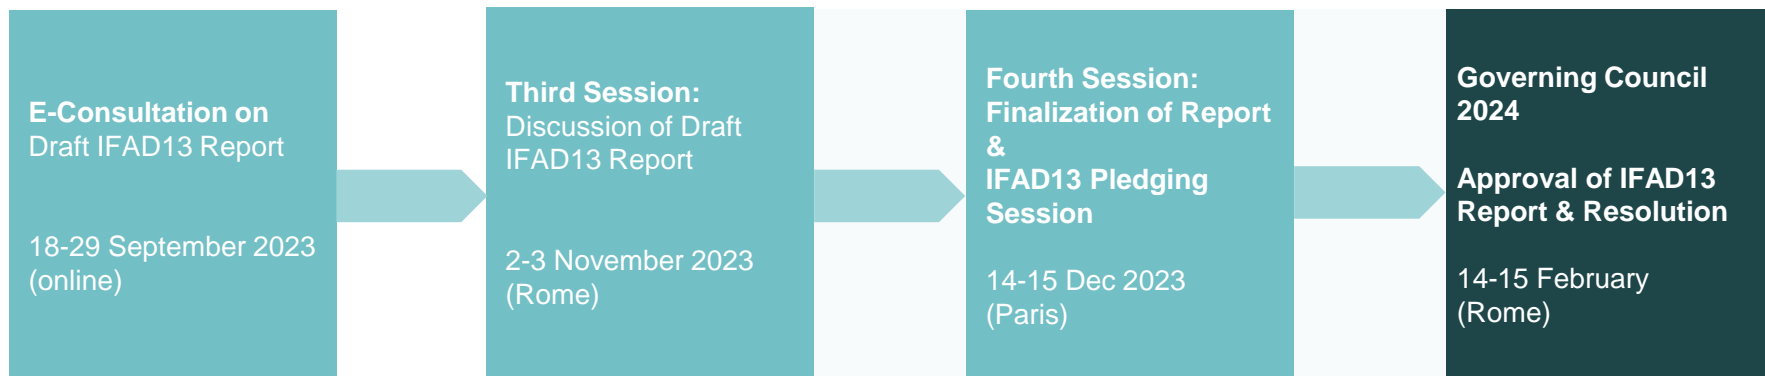 E-Consultation on
Draft IFAD13 Report
18-29 September 2023
(online)
Third Session:
Discussion of Draft
IFAD13 Report
2-3 November 2023
(Rome)
Fourth Session:
Finalization of Report
&
IFAD13 Pledging
Session
14-15 Dec 2023
(Paris)
Governing Council
2024
Approval of IFAD13
Report & Resolution
14-15 February
(Rome)